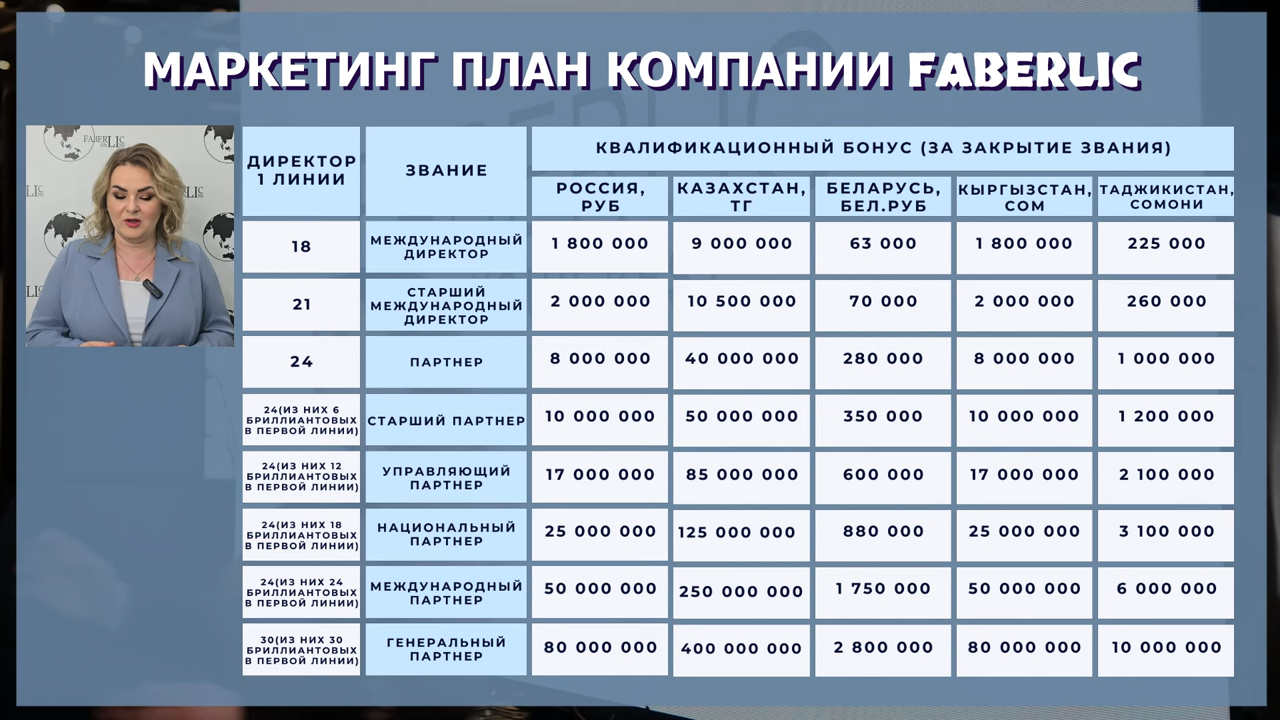 МАРКЕТИНГ ПЛАН КОМПАНИИ FABERLIC
FABERLIC
ДИРЕКТОР
1 ЛИНИИ
ЗВАНИЕ
КВАЛИФИКАЦИОННЫЙ БОНУС (ЗА ЗАКРЫТИЕ ЗВАНИЯ)
РОССИЯ,
РУБ
КАЗАХСТАН,
ТГ
БЕЛАРУСЬ,
БЕЛ.РУБ
КЫРГЫЗСТАН,
СОМ
ТАДЖИКИСТАН,
СОМОНИ
18
МЕЖДУНАРОДНЫЙ
ДИРЕКТОР
1 800 000
9 000 000
63 000
1 800 000
225 000
21
СТАРШИЙ
МЕЖДУНАРОДНЫЙ
ДИРЕКТОР
2 000 000
10 500 000
70 000
2 000 000
260 000
24
ПАРТНЕР
8 000 000
40 000 000
280 000
8 000 000
1 000 000
24(ИЗ НИХ 6
БРИЛЛИАНТОВЫХ
В ПЕРВОЙ ЛИНИИ)
СТАРШИЙ ПАРТНЕР
10 000 000
50 000 000
350 000
10 000 000
1 200 000
24(ИЗ НИХ 12
БРИЛЛИАНТОВЫХ
В ПЕРВОЙ ЛИНИИ)
УПРАВЛЯЮЩИЙ
ПАРТНЕР
17 000 000
85 000 000
600 000
17 000 000
2 100 000
24(ИЗ НИХ 18
БРИЛЛИАНТОВЫХ
В ПЕРВОЙ ЛИНИИ)
НАЦИОНАЛЬНЫЙ
ПАРТНЕР
25 000 000
125 000 000
880 000
25 000 000
3 100 000
24(ИЗ НИХ 24
БРИЛЛИАНТОВЫХ
В ПЕРВОЙ ЛИНИИ)
МЕЖДУНАРОДНЫЙ
ПАРТНЕР
50 000 000
250 000 000
1 750 000
50 000 000
6 000 000
30(ИЗ НИХ 30
БРИЛЛИАНТОВЫХ
В ПЕРВОЙ ЛИНИИ)
ГЕНЕРАЛЬНЫЙ
ПАРТНЕР
80 000 000
400 000 000
2 800 000
80 000 000
10 000 000